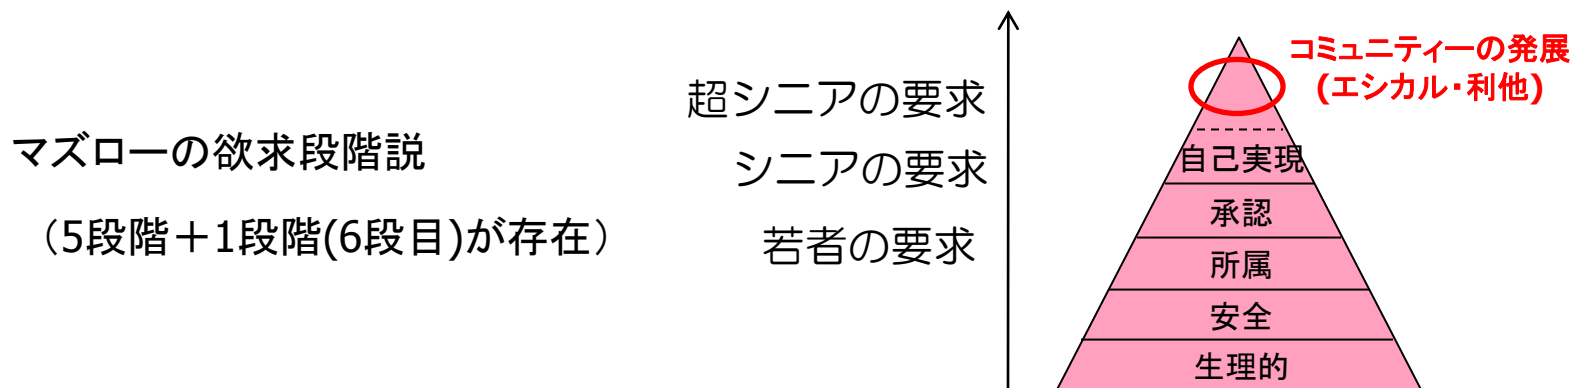 マズローの欲求段階説
（5段階＋1段階(6段目)が存在）
超シニアの要求
シニアの要求
若者の要求
コミュニティーの発展
(エシカル・利他)
自己実現
承認
所属
安全
生理的